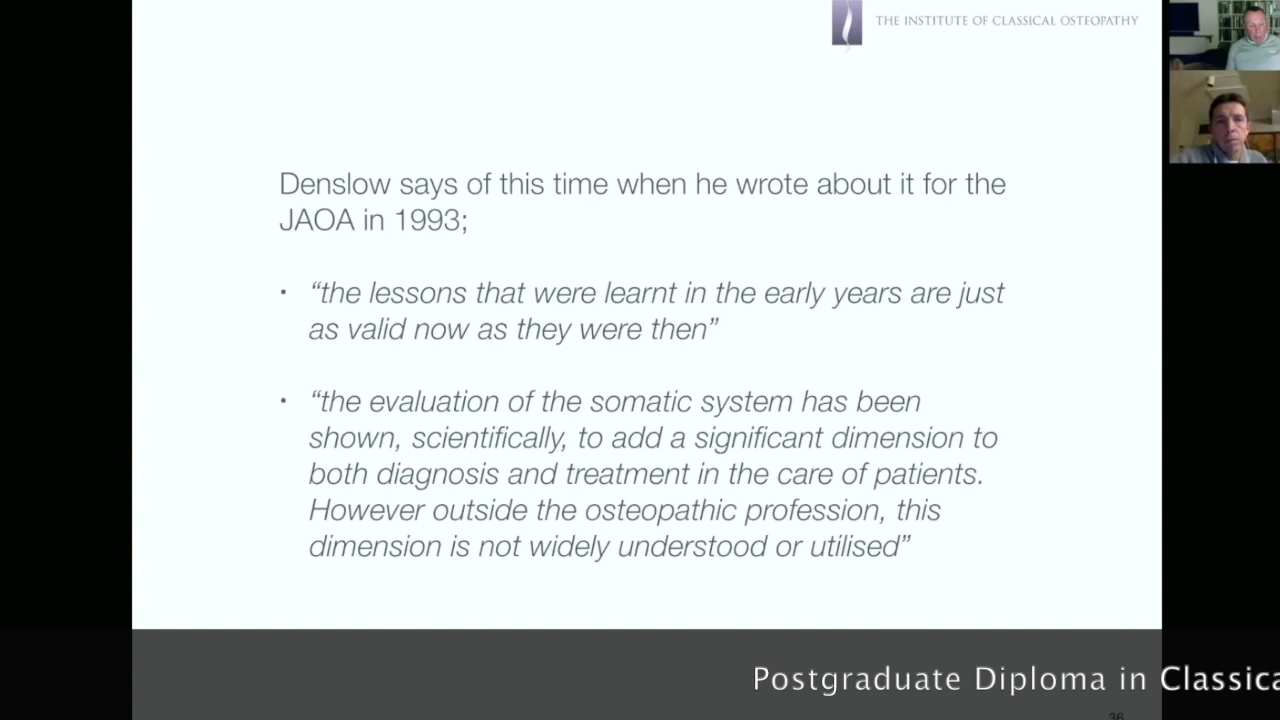 THE INSTITUTE OF CLASSICAL OSTEOPATHY
Denslow says of this time when he wrote about it for the
JAOA in 1993;
• “the lessons that were learnt in the early years are just
as valid now as they were then”
• “the evaluation of the somatic system has been
shown, scientifically, to add a significant dimension to
both diagnosis and treatment in the care of patients.
However outside the osteopathic profession, this
dimension is not widely understood or utilised”
Postgraduate Diploma in Classica
36